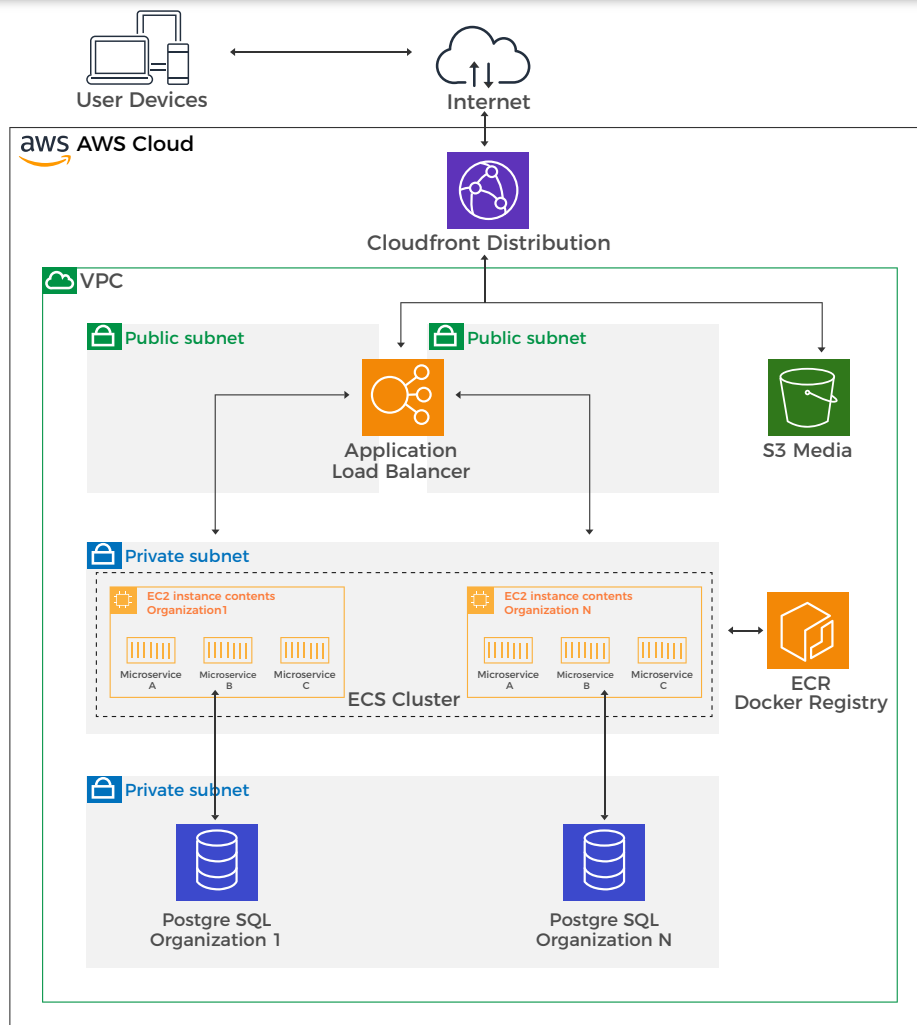 User Devices
Internet
aws AWS Cloud
Cloudfront Distribution
VPC
Public subnet
Public subnet
Application
Load Balancer
S3 Media
Private subnet
EC2 instance contents
Organization1
Microservice
A
Microservice
B
Microservice
C
EC2 instance contents
Organization N
Microservice
A
Microservice
B
Microservice
C
ECS Cluster
ECR
Docker Registry
Private subnet
Postgre SQL
Organization 1
Postgre SQL
Organization N